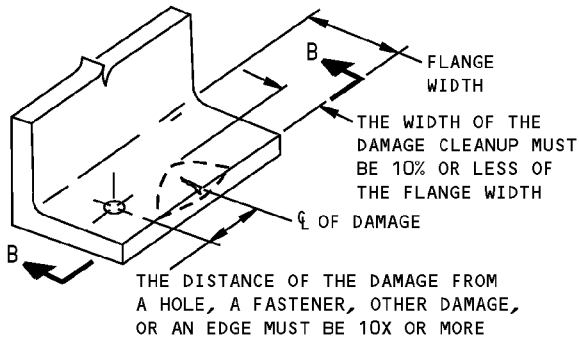 B
FLANGE
WIDTH
THE WIDTH OF THE
DAMAGE CLEANUP MUST
BE 10% OR LESS OF
THE FLANGE WIDTH
℄ OF DAMAGE
B
THE DISTANCE OF THE DAMAGE FROM
A HOLE, A FASTENER, OTHER DAMAGE,
OR AN EDGE MUST BE 10X OR MORE